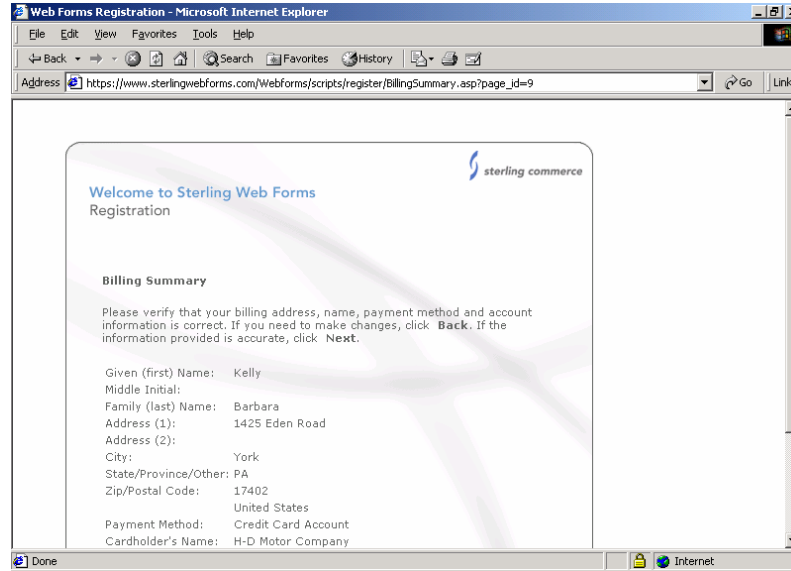 Web Forms Registration - Microsoft Internet Explorer
File Edit View Favorites Tools Help
Back Search Favorites History
Address https://www.sterlingwebforms.com/Webforms/scripts/register/BillingSummary.asp?page_id=9 Go Link
sterling commerce
Welcome to Sterling Web Forms
Registration
Billing Summary
Please verify that your billing address, name, payment method and account
information is correct. If you need to make changes, click Back. If the
information provided is accurate, click Next.
Given (first) Name: Kelly
Middle Initial:
Family (last) Name: Barbara
Address (1): 1425 Eden Road
Address (2):
City: York
State/Province/Other: PA
Zip/Postal Code: 17402
United States
Payment Method: Credit Card Account
Cardholder's Name: H-D Motor Company
Done Internet